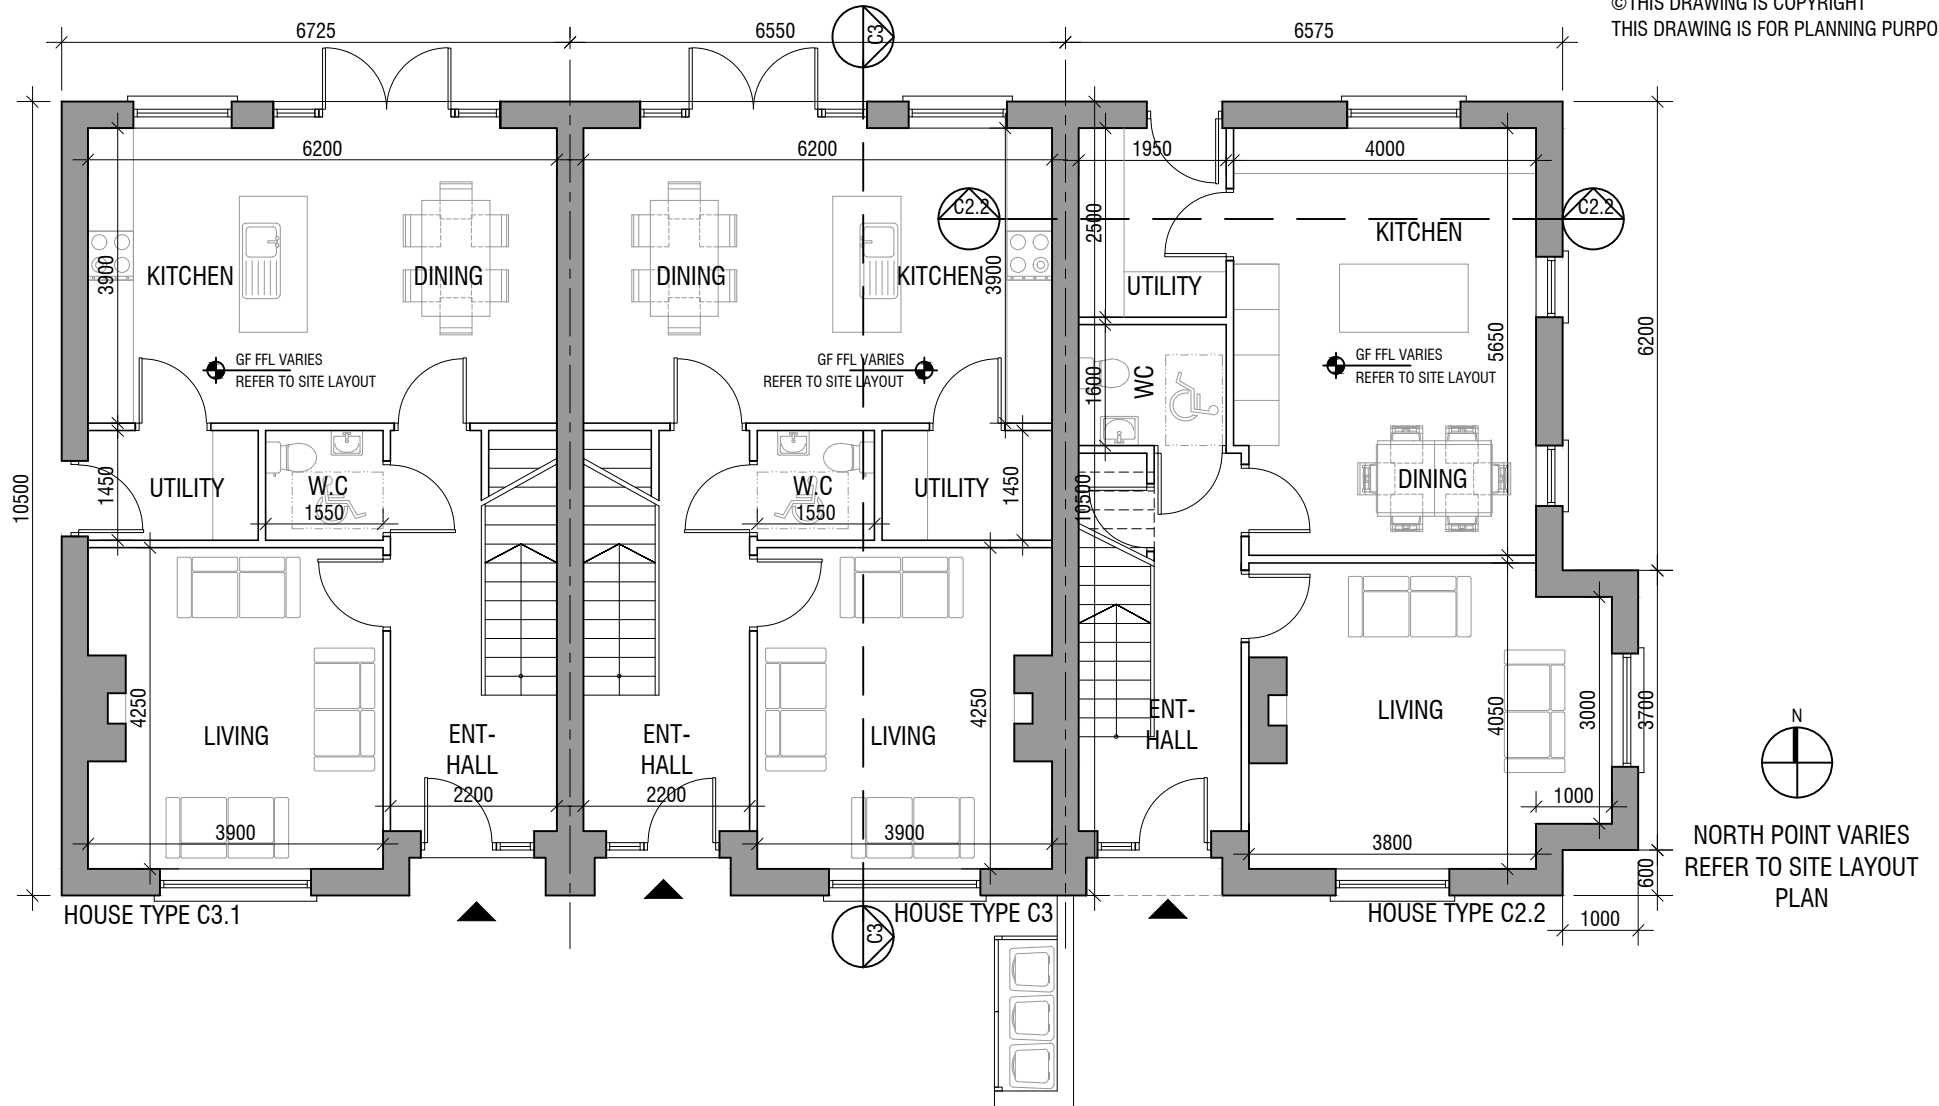 ©THIS DRAWING IS COPYRIGHT
THIS DRAWING IS FOR PLANNING PURPO
6725
6550
6575
C3
6200
6200
1950
4000
C2.2
C2.2
2500
KITCHEN
3900
KITCHEN
DINING
DINING
KITCHEN
3900
UTILITY
6200
5650
GF FFL VARIES
REFER TO SITE LAYOUT
GF FFL VARIES
REFER TO SITE LAYOUT
GF FFL VARIES
REFER TO SITE LAYOUT
1600
WC
10500
1450
UTILITY
W.C
1550
W.C
1550
UTILITY
1450
10500
DINING
4250
LIVING
ENT-
HALL
ENT-
HALL
LIVING
4250
ENT-
HALL
LIVING
4050
3000
3700
N
2200
2200
1000
3900
3900
3800
600
NORTH POINT VARIES
REFER TO SITE LAYOUT
PLAN
HOUSE TYPE C3.1
HOUSE TYPE C3
HOUSE TYPE C2.2
1000
C3